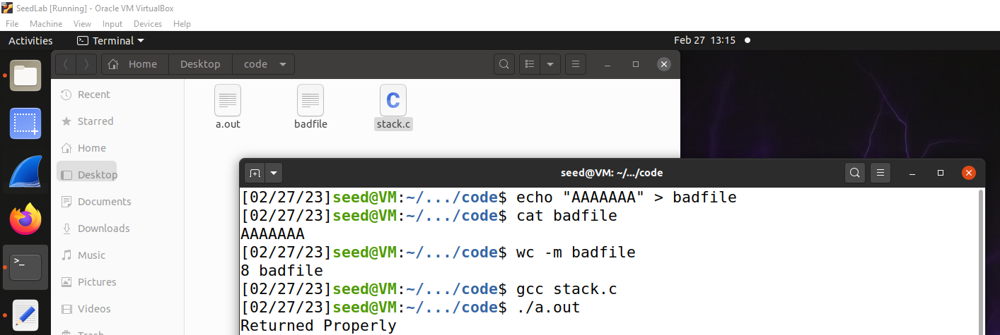 SeedLab [Running] - Oracle VM VirtualBox
File Machine View Input Devices Help
Activities Terminal Feb 27 13:15
Home Desktop code
Recent
Starred
Home
Desktop
Documents
Downloads
Music
Pictures
Videos
Trash
a.out badfile stack.c
C
seed@VM: ~/.../code
[02/27/23]seed@VM:~/.../code$ echo "AAAAAAA" > badfile
[02/27/23]seed@VM:~/.../code$ cat badfile
AAAAAAA
[02/27/23]seed@VM:~/.../code$ wc -m badfile
8 badfile
[02/27/23]seed@VM:~/.../code$ gcc stack.c
[02/27/23]seed@VM:~/.../code$ ./a.out
Returned Properly